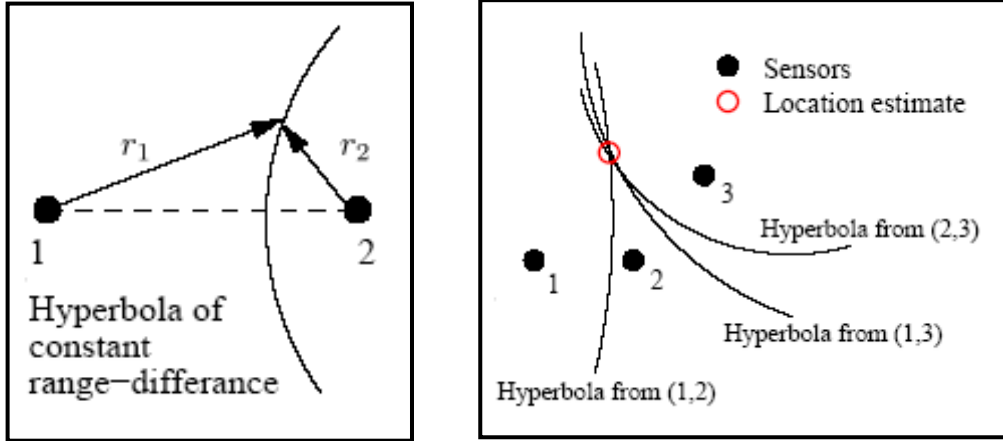 r₁
r₂
1
2
Hyperbola of
constant
range−differance
Sensors
Location estimate
3
Hyperbola from (2,3)
1
2
Hyperbola from (1,3)
Hyperbola from (1,2)